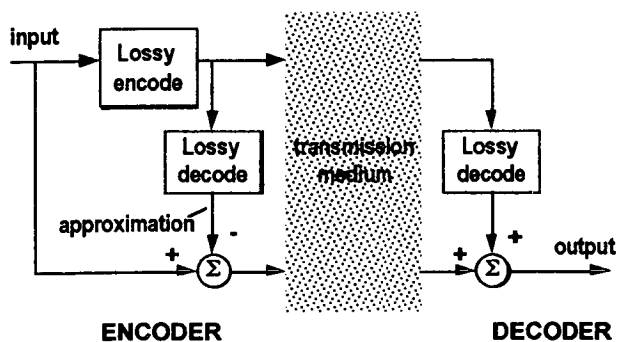 input
Lossy
encode
Lossy
decode
transmission
medium
Lossy
decode
approximation
-
+
Σ
+
+
Σ
output
ENCODER
DECODER